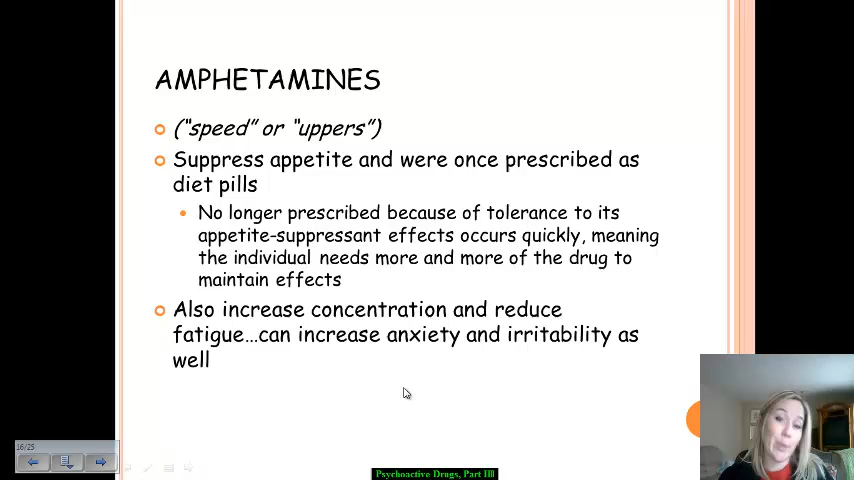 AMPHETAMINES
("speed" or "uppers")
Suppress appetite and were once prescribed as
diet pills
No longer prescribed because of tolerance to its
appetite-suppressant effects occurs quickly, meaning
the individual needs more and more of the drug to
maintain effects
Also increase concentration and reduce
fatigue...can increase anxiety and irritability as
well
16/25
Psychoactive Drugs, Part III